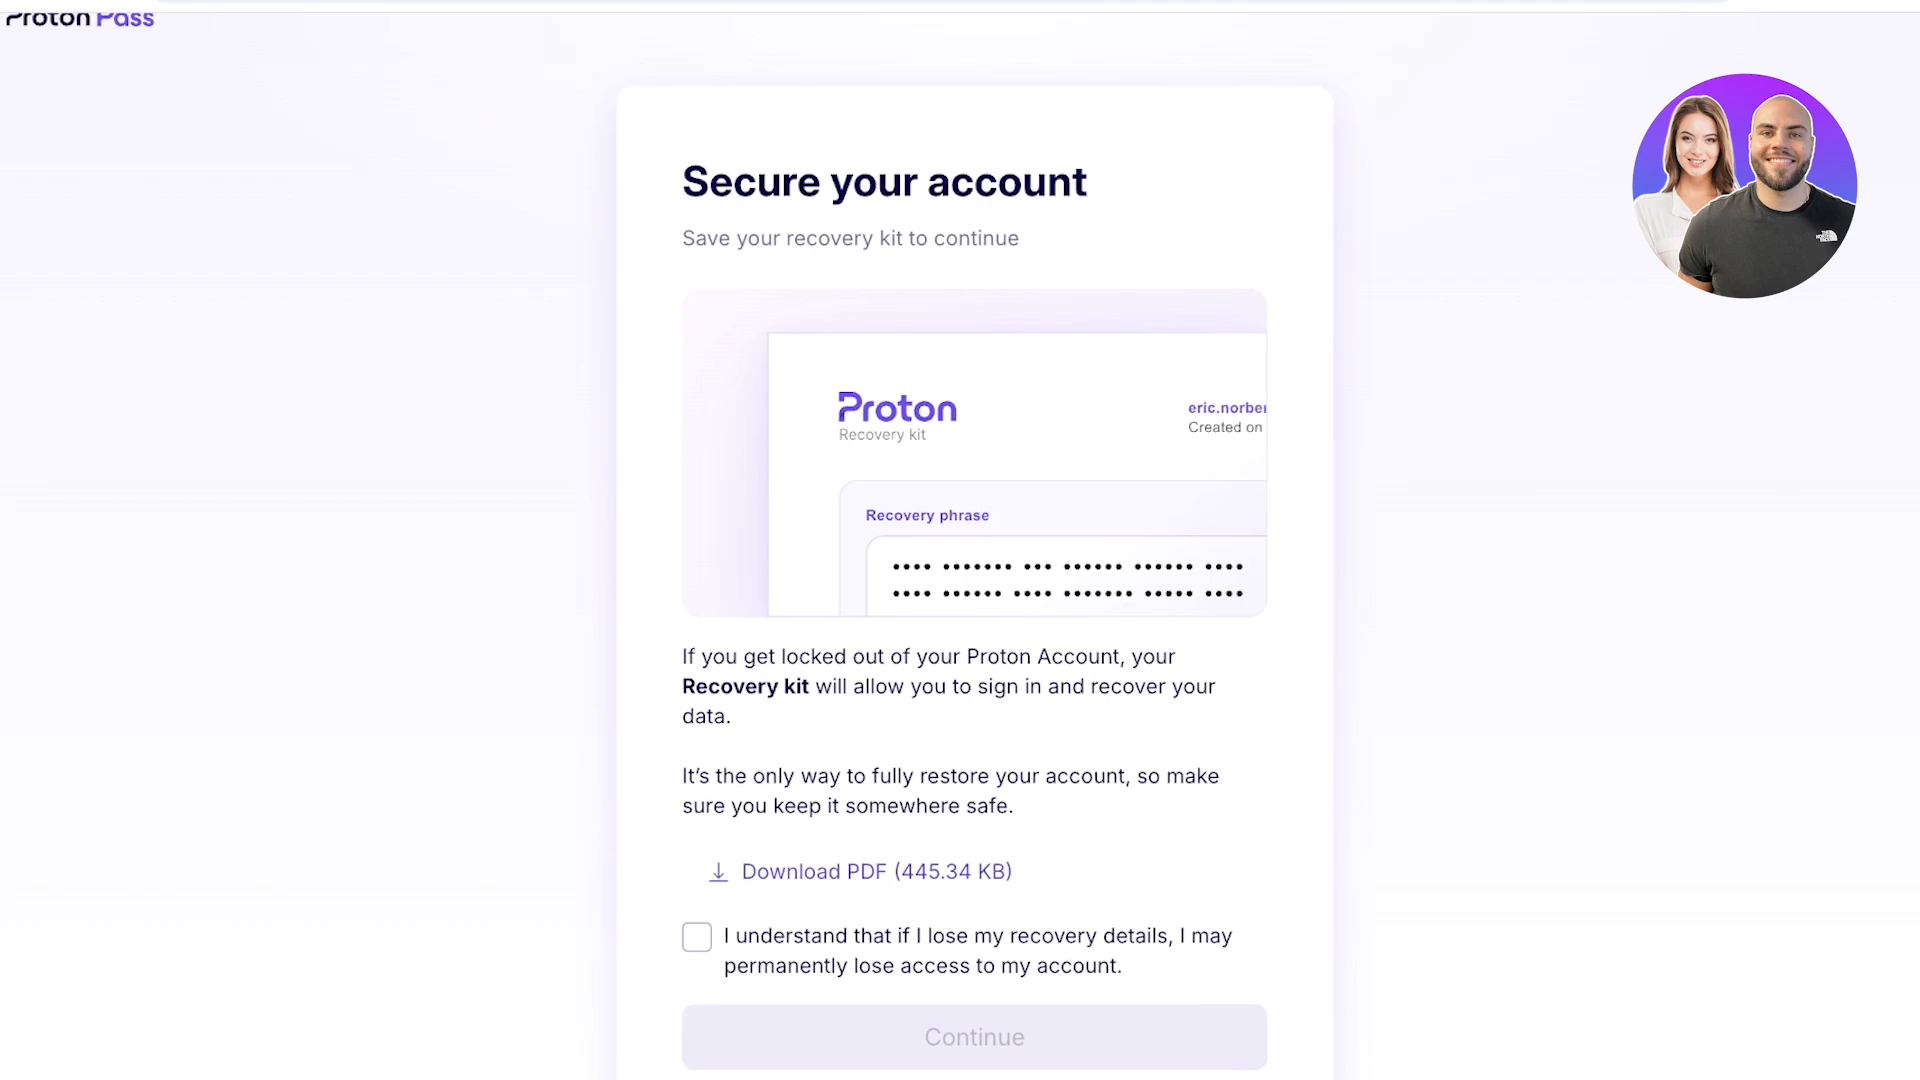 Proton Pass
Secure your account
Save your recovery kit to continue
Proton
Recovery kit
eric.norber
Created on
Recovery phrase
If you get locked out of your Proton Account, your
Recovery kit will allow you to sign in and recover your
data.
It’s the only way to fully restore your account, so make
sure you keep it somewhere safe.
Download PDF (445.34 KB)
I understand that if I lose my recovery details, I may
permanently lose access to my account.
Continue